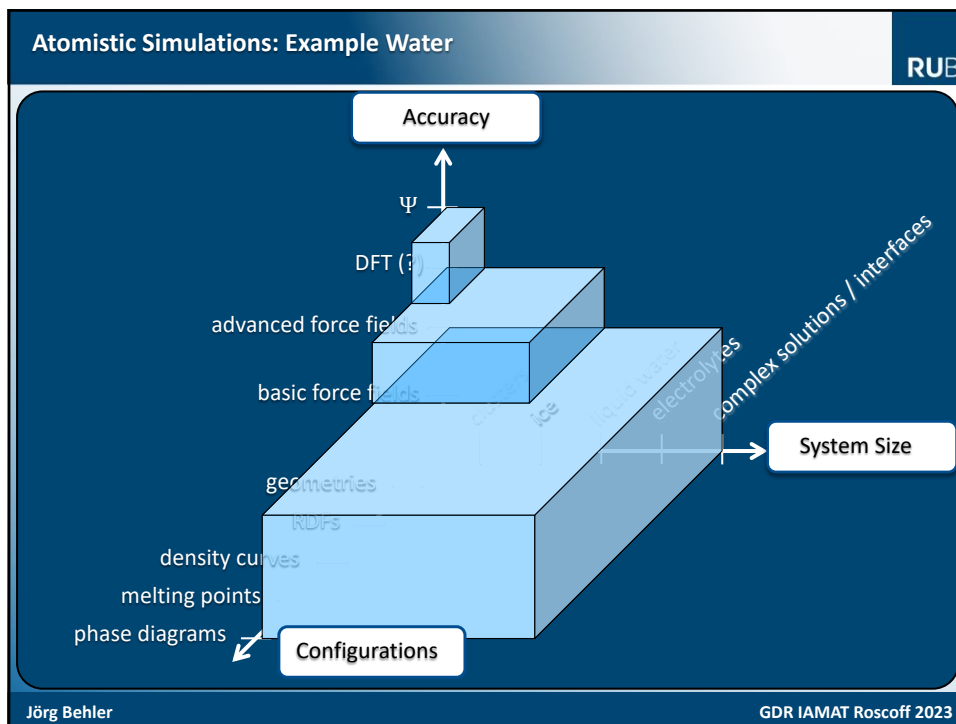 Atomistic Simulations: Example Water
RUB
Accuracy
Ψ
DFT (?)
advanced force fields
basic force fields
clusters
ice
liquid water
electrolytes
complex solutions / interfaces
System Size
geometries
RDFs
density curves
melting points
phase diagrams
Configurations
Jörg Behler
GDR IAMAT Roscoff 2023